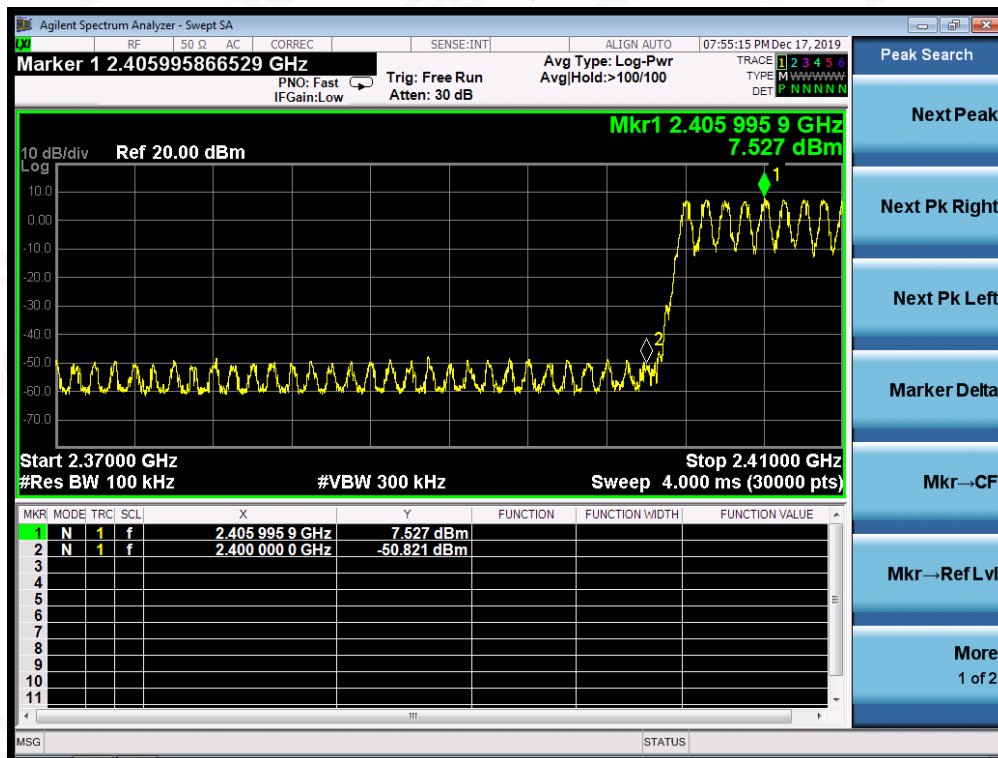 Agilent Spectrum Analyzer - Swept SA
LXI RF 50 Ω AC CORREC SENSE:INT ALIGN AUTO 07:55:15 PM Dec 17, 2019
Marker 1 2.405995866529 GHz
PNO: Fast
IFGain:Low
Trig: Free Run
Atten: 30 dB
Avg Type: Log-Pwr
Avg|Hold:>100/100
TRACE 1 2 3 4 5 6
TYPE M WWWWW
DET P N N N N N
Mkr1 2.405 995 9 GHz
7.527 dBm
10 dB/div Ref 20.00 dBm
Log
1
10.0
0.00
-10.0
-20.0
-30.0
-40.0
2
-50.0
-60.0
-70.0
Start 2.37000 GHz Stop 2.41000 GHz
#Res BW 100 kHz #VBW 300 kHz Sweep 4.000 ms (30000 pts)
MKR MODE TRC SCL X Y FUNCTION FUNCTION WIDTH FUNCTION VALUE
1 N 1 f 2.405 995 9 GHz 7.527 dBm
2 N 1 f 2.400 000 0 GHz -50.821 dBm
3
4
5
6
7
8
9
10
11
MSG STATUS
Peak Search
Next Peak
Next Pk Right
Next Pk Left
Marker Delta
Mkr→CF
Mkr→Ref Lvl
More
1 of 2